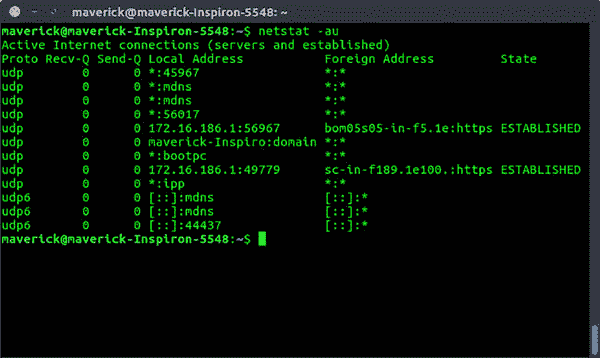 maverick@maverick-Inspiron-5548: ~
maverick@maverick-Inspiron-5548:~$ netstat -au
Active Internet connections (servers and established)
Proto Recv-Q Send-Q Local Address           Foreign Address         State
udp        0      0 *:45967                 *:*
udp        0      0 *:mdns                  *:*
udp        0      0 *:mdns                  *:*
udp        0      0 *:56017                 *:*
udp        0      0 172.16.186.1:56967      bom05s05-in-f5.1e:https ESTABLISHED
udp        0      0 maverick-Inspiro:domain *:*
udp        0      0 *:bootpc                *:*
udp        0      0 172.16.186.1:49779      sc-in-f189.1e100.:https ESTABLISHED
udp        0      0 *:ipp                   *:*
udp6       0      0 [::]:mdns               [::]:*
udp6       0      0 [::]:mdns               [::]:*
udp6       0      0 [::]:44437              [::]:*
maverick@maverick-Inspiron-5548:~$